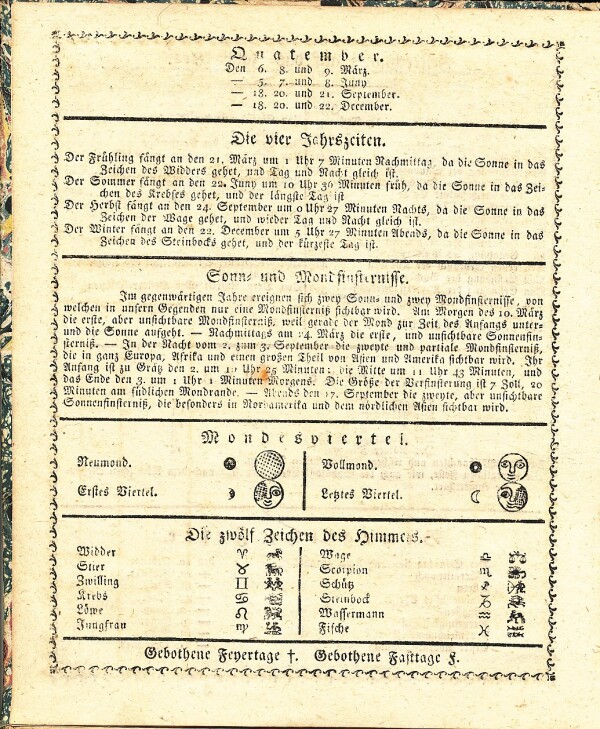 Quatember.
Den 6. 8. und 9. März.
— 5. 7. und 8. Juny
— 18. 20. und 21. September.
— 18. 20. und 22. December.
Die vier Jahrszeiten.
Der Frühling fängt an den 21. März um 1 Uhr 7 Minuten Nachmittag, da die Sonne in das
Zeichen des Widders gehet, und Tag und Nacht gleich ist.
Der Sommer fängt an den 22. Juny um 10 Uhr 36 Minuten früh, da die Sonne in das Zei-
chen des Krebses gehet, und der längste Tag ist
Der Herbst fängt an den 24. September um 0 Uhr 27 Minuten Nachts, da die Sonne in das
Zeichen der Wage gehet, und wieder Tag und Nacht gleich ist.
Der Winter fängt an den 22. December um 5 Uhr 27 Minuten Abends, da die Sonne in das
Zeichen des Steinbocks gehet, und der kürzeste Tag ist.
Sonn- und Mondfinsternisse.
Im gegenwärtigen Jahre ereignen sich zwey Sonn- und zwey Mondfinsternisse, von
welchen in unsern Gegenden nur eine Mondfinsterniß sichtbar wird. Am Morgen des 10. März
die erste, aber unsichtbare Mondfinsterniß, weil gerade der Mond zur Zeit des Anfangs unter-
und die Sonne aufgeht. — Nachmittags am 24. März die erste, und unsichtbare Sonnenfin-
sterniß. — In der Nacht vom 2. zum 3. September die zweyte und partiale Mondfinsterniß,
die in ganz Europa, Afrika und einen großen Theil von Asien und Amerika sichtbar wird. Ihr
Anfang ist zu Grätz den 2. um Uhr 25 Minuten; die Mitte um 11 Uhr 43 Minuten, und
das Ende den 3. um 1 Uhr 1 Minuten Morgens. Die Größe der Verfinsterung ist 7 Zoll, 20
Minuten am südlichen Mondrande. — Abends den 17. September die zweyte, aber unsichtbare
Sonnenfinsterniß, die besonders in Nordamerika und dem nördlichen Asien sichtbar wird.
Mondesviertel.
Neumond.
Erstes Viertel.
Vollmond.
Letztes Viertel.
Die zwölf Zeichen des Himmels.
Widder ♈
Stier ♉
Zwilling ♊
Krebs ♋
Löwe ♌
Jungfrau ♍
Wage ♎
Scorpion ♏
Schütz ♐
Steinbock ♑
Wassermann ♒
Fische ♓
Gebothene Feyertage †. Gebothene Fasttage